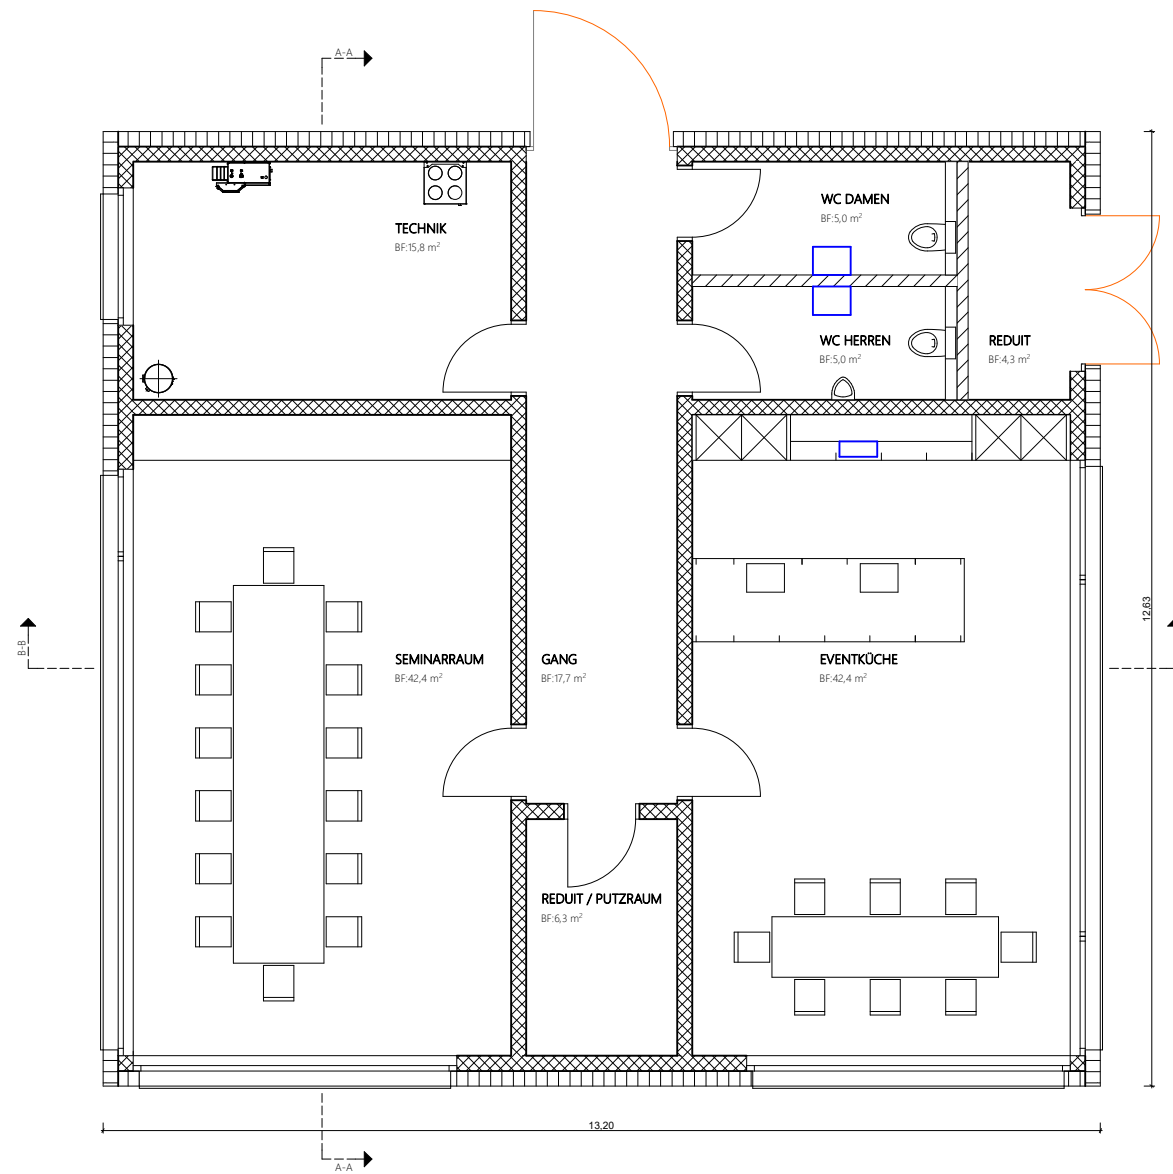 A-A
WC DAMEN
BF:5,0 m²
TECHNIK
BF:15,8 m²
WC HERREN
BF:5,0 m²
REDUIT
BF:4,3 m²
12,63
B-B
SEMINARRAUM
BF:42,4 m²
GANG
BF:17,7 m²
EVENTKÜCHE
BF:42,4 m²
REDUIT / PUTZRAUM
BF:6,3 m²
13,20
A-A